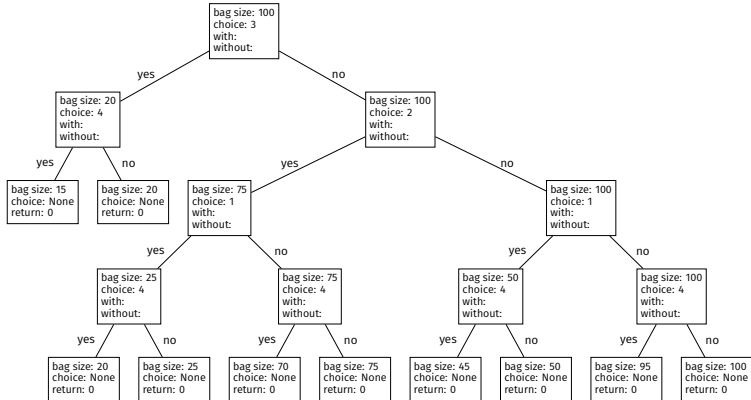 bag size: 100
choice: 3
with:
without:
yes
no
bag size: 20
choice: 4
with:
without:
bag size: 100
choice: 2
with:
without:
yes
no
yes
no
bag size: 15
choice: None
return: 0
bag size: 20
choice: None
return: 0
bag size: 75
choice: 1
with:
without:
bag size: 100
choice: 1
with:
without:
yes
no
yes
no
bag size: 25
choice: 4
with:
without:
bag size: 75
choice: 4
with:
without:
bag size: 50
choice: 4
with:
without:
bag size: 100
choice: 4
with:
without:
yes
no
yes
no
yes
no
yes
no
bag size: 20
choice: None
return: 0
bag size: 25
choice: None
return: 0
bag size: 70
choice: None
return: 0
bag size: 75
choice: None
return: 0
bag size: 45
choice: None
return: 0
bag size: 50
choice: None
return: 0
bag size: 95
choice: None
return: 0
bag size: 100
choice: None
return: 0